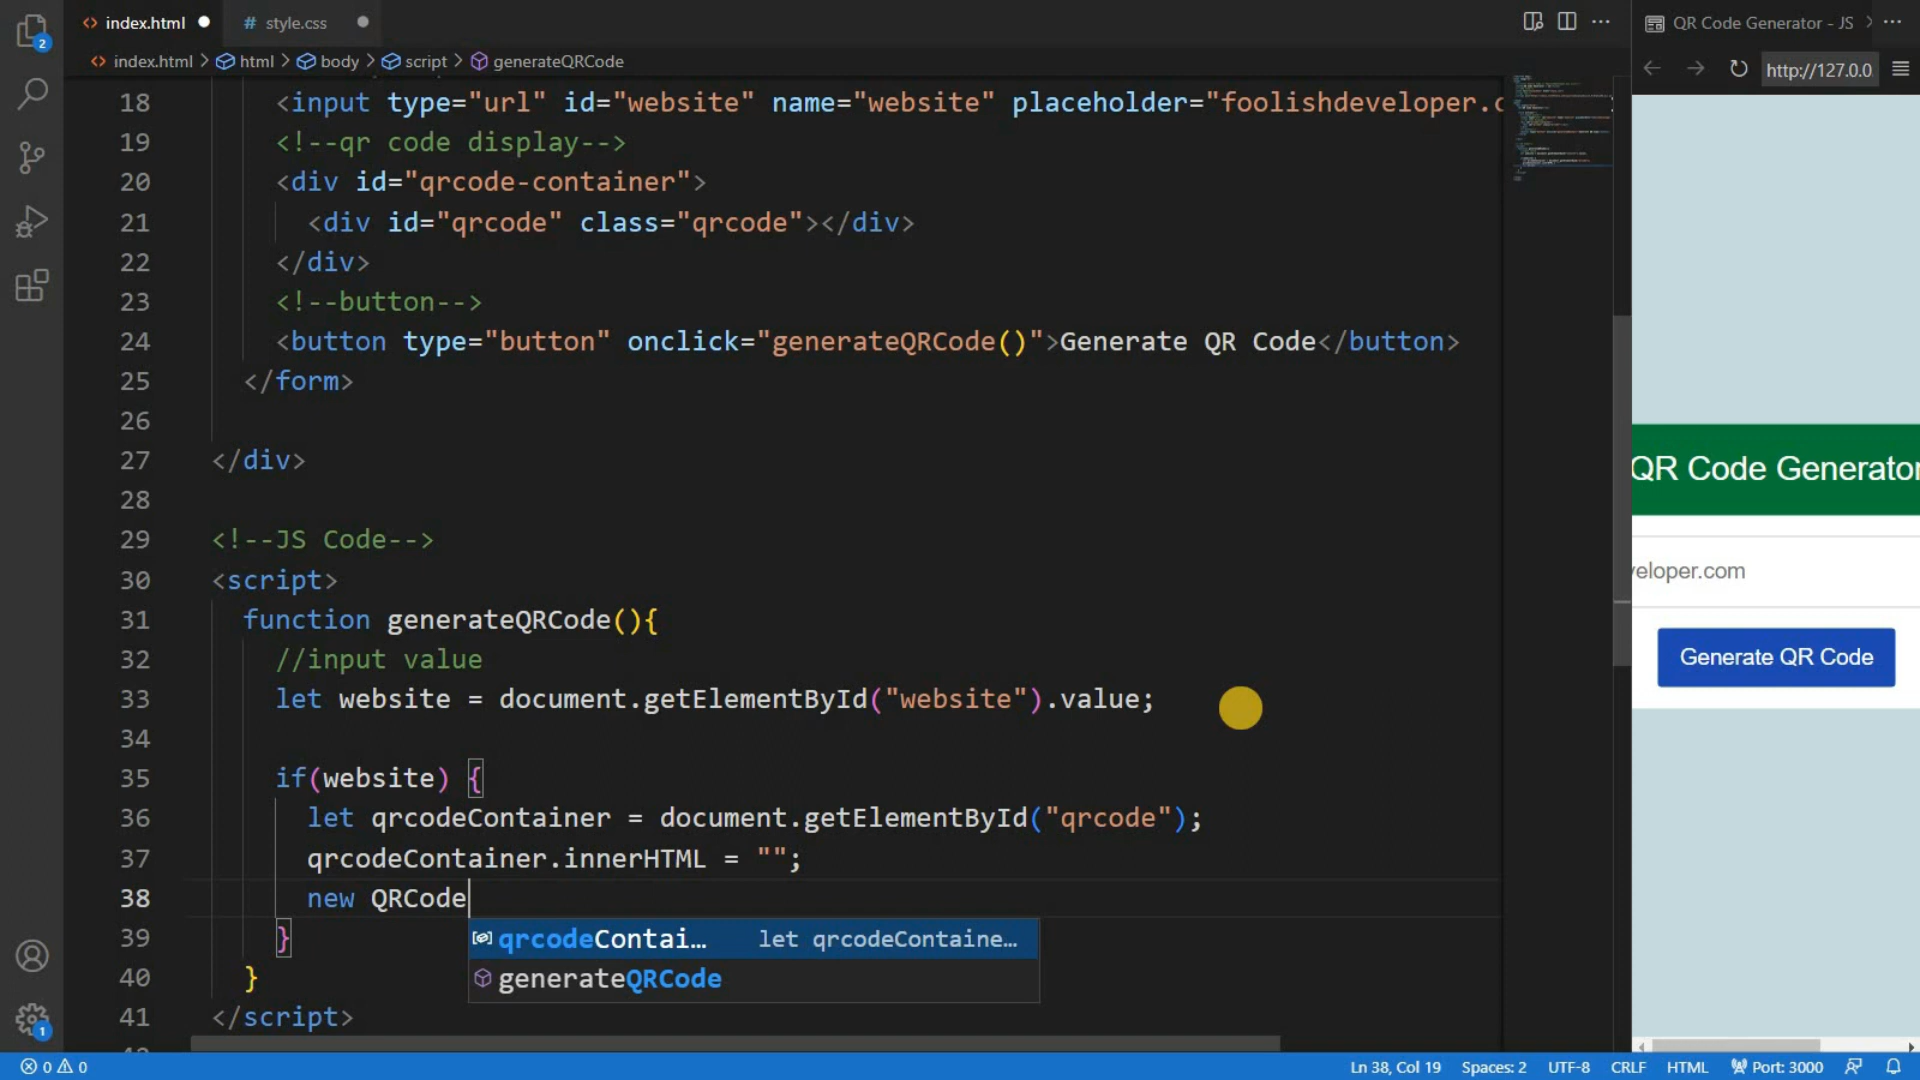 index.html
# style.css
QR Code Generator - JS
index.html > html > body > script > generateQRCode
http://127.0.0
2
18 <input type="url" id="website" name="website" placeholder="foolishdeveloper.c
19 <!--qr code display-->
20 <div id="qrcode-container">
21 <div id="qrcode" class="qrcode"></div>
22 </div>
23 <!--button-->
24 <button type="button" onclick="generateQRCode()">Generate QR Code</button>
25 </form>
26
27 </div>
28
29 <!--JS Code-->
30 <script>
31 function generateQRCode(){
32 //input value
33 let website = document.getElementById("website").value;
34
35 if(website) {
36 let qrcodeContainer = document.getElementById("qrcode");
37 qrcodeContainer.innerHTML = "";
38 new QRCode
39 }
qrcodeContai… let qrcodeContaine…
40 }
generateQRCode
41 </script>
QR Code Generator
veloper.com
Generate QR Code
1
0 0 Ln 38, Col 19 Spaces: 2 UTF-8 CRLF HTML Port: 3000